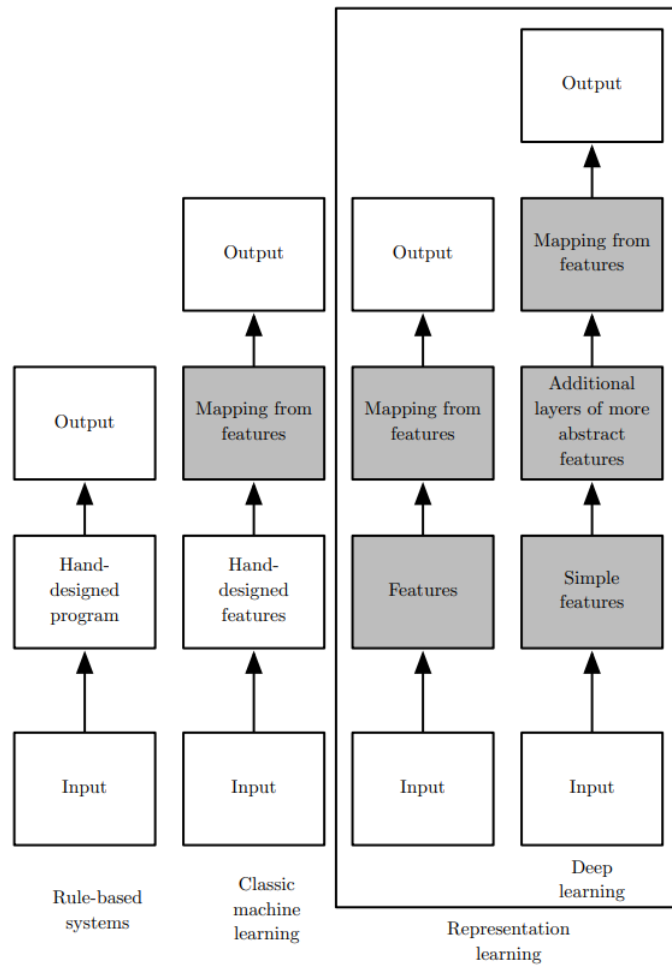 Output
Mapping from
features
Additional
layers of more
abstract
features
Simple
features
Input
Deep
learning
Output
Mapping from
features
Features
Input
Representation
learning
Output
Mapping from
features
Hand-
designed
features
Input
Classic
machine
learning
Output
Hand-
designed
program
Input
Rule-based
systems